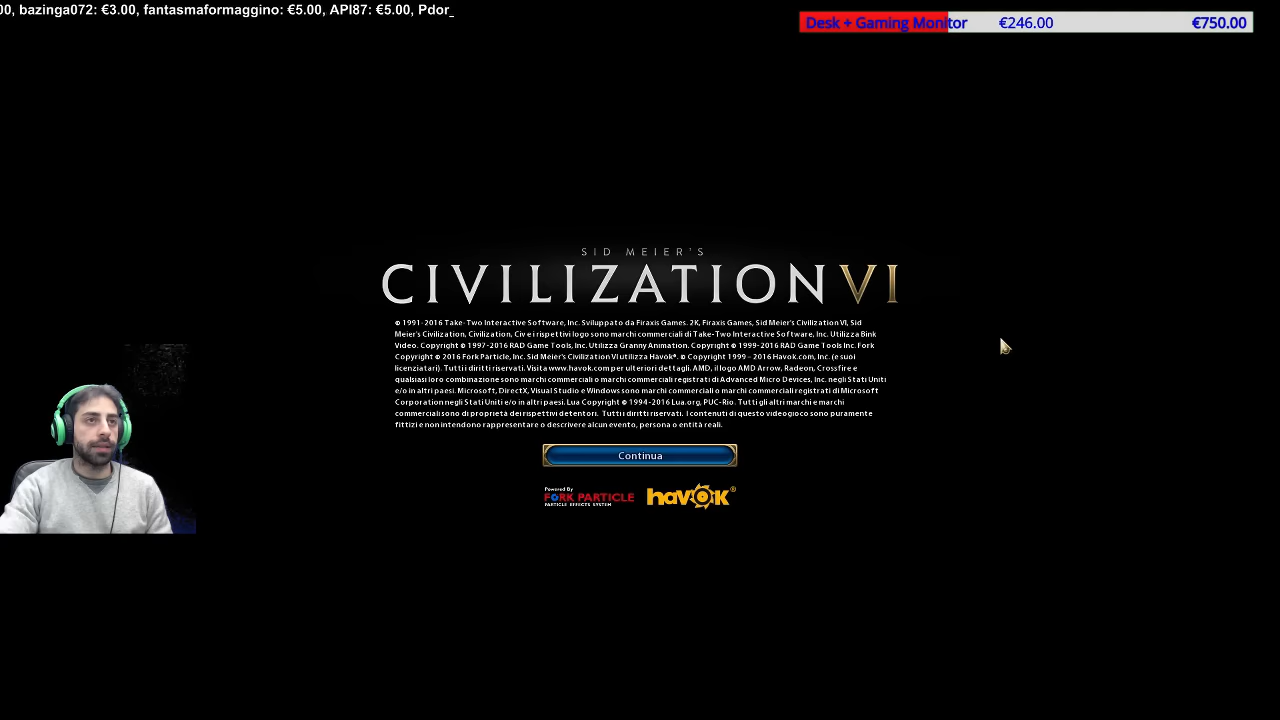 00, bazinga072: €3.00, fantasmaformaggino: €5.00, API87: €5.00, Pdor_
Desk + Gaming Monitor €246.00 €750.00
SID MEIER'S
CIVILIZATION VI
© 1991-2016 Take-Two Interactive Software, Inc. Sviluppato da Firaxis Games. 2K, Firaxis Games, Sid Meier's Civilization VI, Sid
Meier's Civilization, Civilization, Civ e i rispettivi logo sono marchi commerciali di Take-Two Interactive Software, Inc. Utilizza Bink
Video. Copyright © 1997-2016 RAD Game Tools, Inc. Utilizza Granny Animation. Copyright © 1999-2016 RAD Game Tools Inc. Fork
Copyright © 2016 Fork Particle, Inc. Sid Meier's Civilization VI utilizza Havok®. © Copyright 1999 – 2016 Havok.com, Inc. (e suoi
licenziatari). Tutti i diritti riservati. Visita www.havok.com per ulteriori dettagli. AMD, il logo AMD Arrow, Radeon, Crossfire e
qualsiasi loro combinazione sono marchi commerciali o marchi commerciali registrati di Advanced Micro Devices, Inc. negli Stati Uniti
e/o in altri paesi. Microsoft, DirectX, Visual Studio e Windows sono marchi commerciali o marchi commerciali registrati di Microsoft
Corporation negli Stati Uniti e/o in altri paesi. Lua Copyright © 1994-2016 Lua.org, PUC-Rio. Tutti gli altri marchi e marchi
commerciali sono di proprietà dei rispettivi detentori. Tutti i diritti riservati. I contenuti di questo videogioco sono puramente
fittizi e non intendono rappresentare o descrivere alcun evento, persona o entità reali.
Continua
Powered By
FORK PARTICLE
PARTICLE EFFECTS SYSTEM
havok®